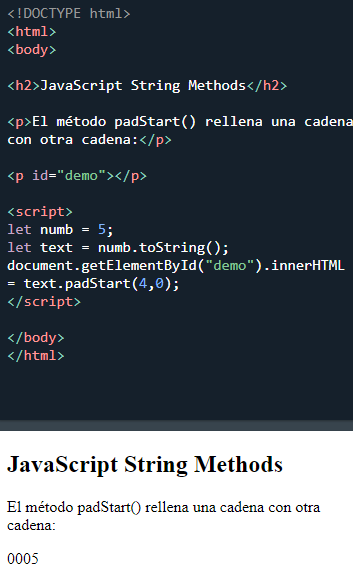 <!DOCTYPE html>
<html>
<body>
<h2>JavaScript String Methods</h2>
<p>El método padStart() rellena una cadena
con otra cadena:</p>
<p id="demo"></p>
<script>
let numb = 5;
let text = numb.toString();
document.getElementById("demo").innerHTML
= text.padStart(4,0);
</script>
</body>
</html>
JavaScript String Methods
El método padStart() rellena una cadena con otra
cadena:
0005